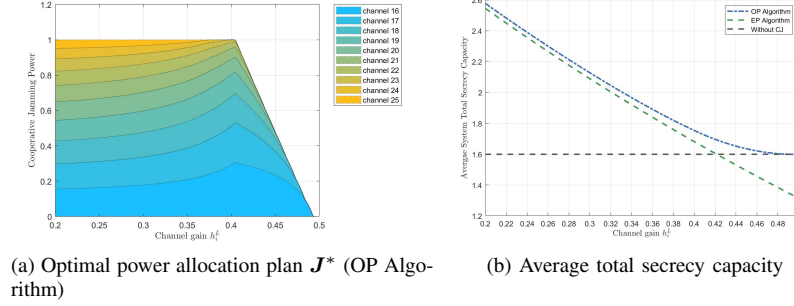 1.2
1
0.8
0.6
0.4
0.2
0
Cooperative Jamming Power
0.2 0.25 0.3 0.35 0.4 0.45 0.5
Channel gain h_i^L
channel 16
channel 17
channel 18
channel 19
channel 20
channel 21
channel 22
channel 23
channel 24
channel 25
(a) Optimal power allocation plan J* (OP Algo-
rithm)
2.6
2.4
2.2
2
1.8
1.6
1.4
1.2
Avergae System Total Secrecy Capacity
0.2 0.22 0.24 0.26 0.28 0.3 0.32 0.34 0.36 0.38 0.4 0.42 0.44 0.46 0.48
Channel gain h_i^L
OP Algorithm
EP Algorithm
Without CJ
(b) Average total secrecy capacity